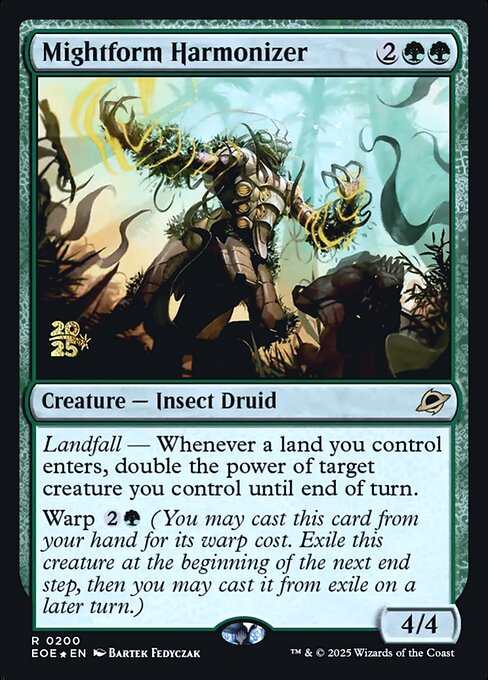 Mightform Harmonizer 2
20
25
Creature — Insect Druid
Landfall — Whenever a land you control
enters, double the power of target
creature you control until end of turn.
Warp 2 (You may cast this card from
your hand for its warp cost. Exile this
creature at the beginning of the next end
step, then you may cast it from exile on a
later turn.)
4/4
R 0200
EOE ★ EN Bartek Fedyczak
™ & © 2025 Wizards of the Coast